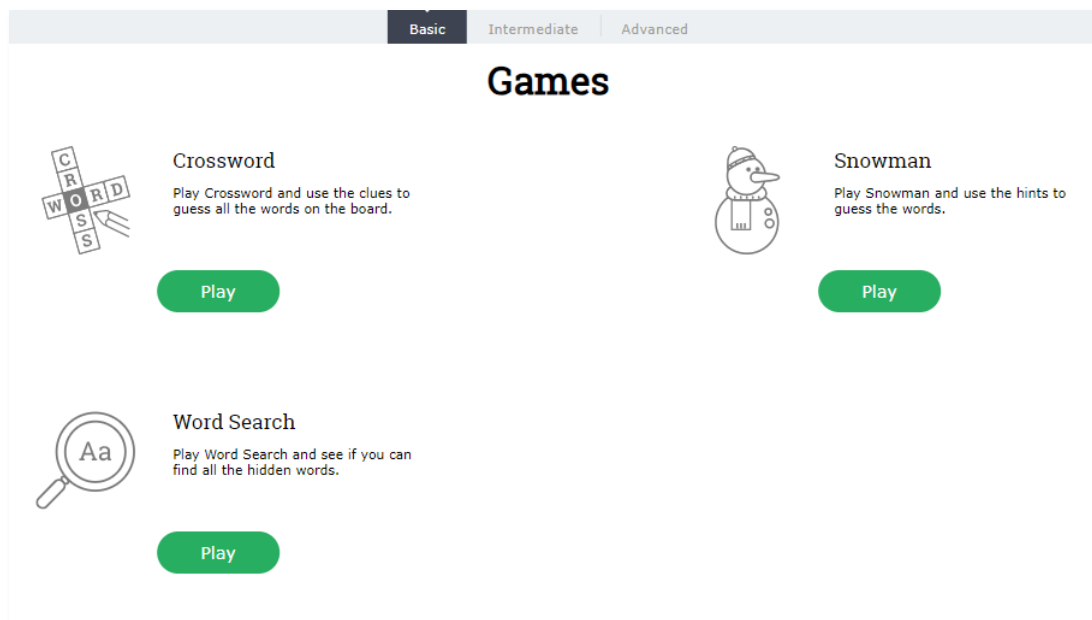 Basic Intermediate Advanced
Games
CROSS
WORD
Crossword
Play Crossword and use the clues to
guess all the words on the board.
Play
Snowman
Play Snowman and use the hints to
guess the words.
Play
Aa
Word Search
Play Word Search and see if you can
find all the hidden words.
Play